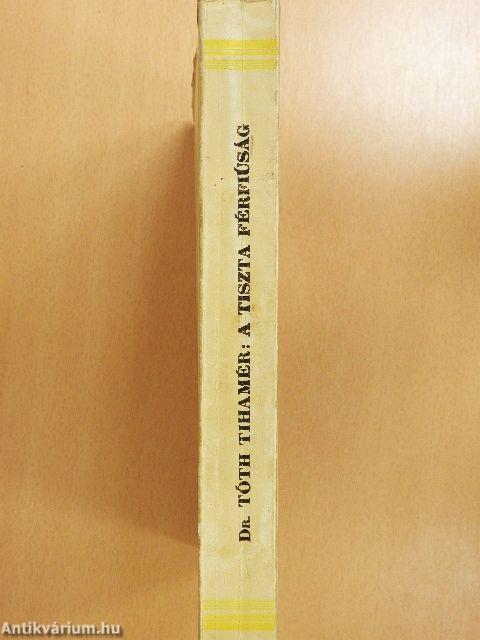 DR. TÓTH TIHAMÉR: A TISZTA FÉRFIÚSÁG
Antikvárium.hu